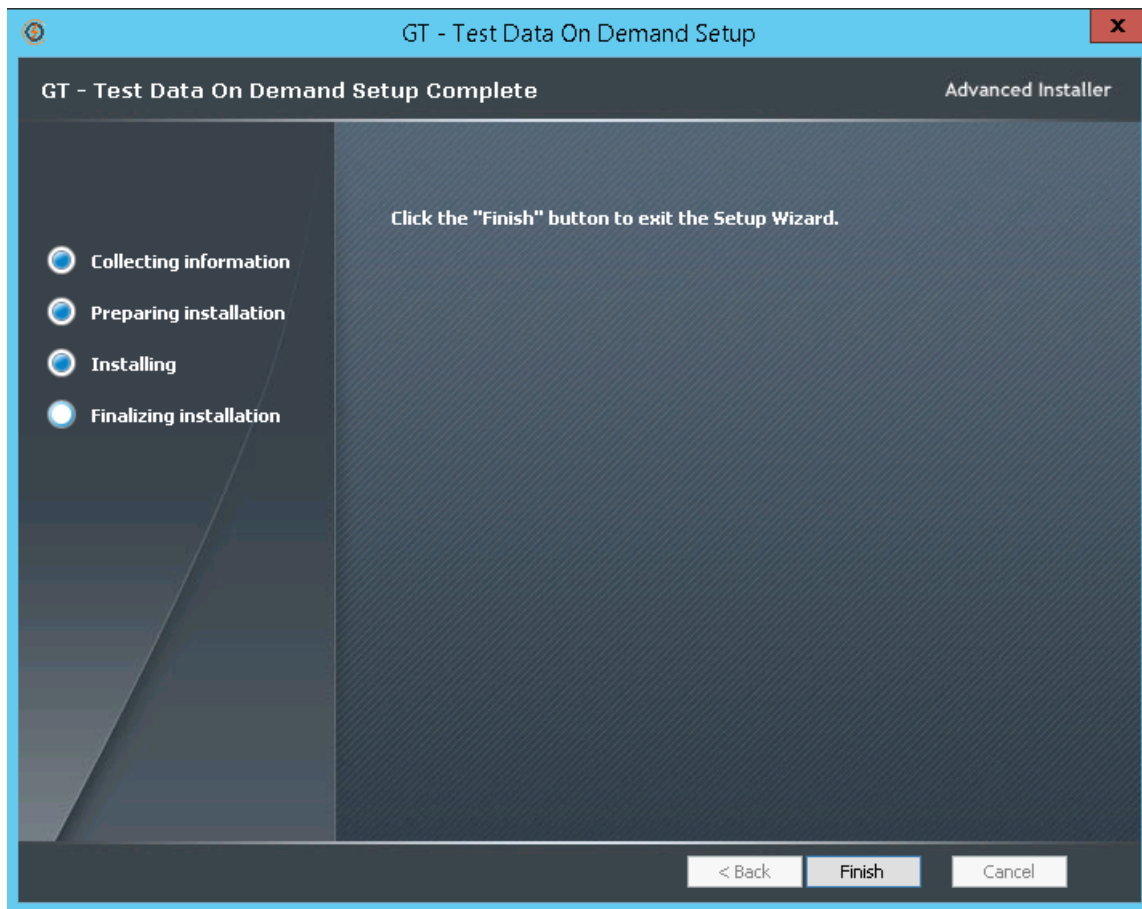 GT - Test Data On Demand Setup
x
GT - Test Data On Demand Setup Complete
Advanced Installer
Click the "Finish" button to exit the Setup Wizard.
Collecting information
Preparing installation
Installing
Finalizing installation
< Back
Finish
Cancel